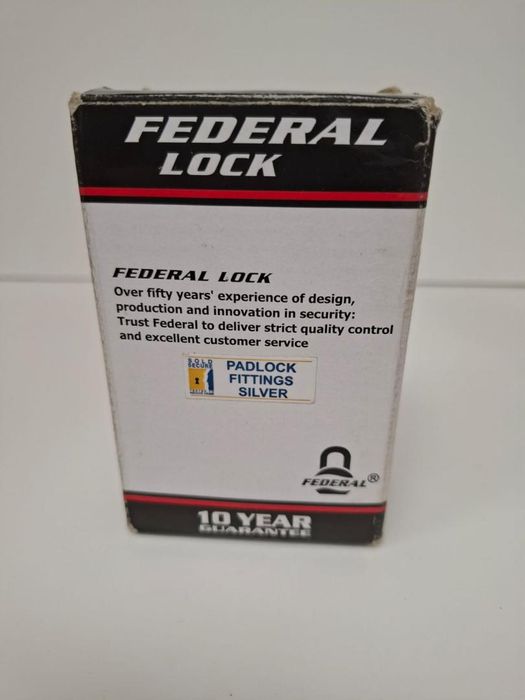 FEDERAL
LOCK
FEDERAL LOCK
Over fifty years' experience of design,
production and innovation in security:
Trust Federal to deliver strict quality control
and excellent customer service
SOLD
SECURE
PADLOCK
FITTINGS
SILVER
FEDERAL®
10 YEAR
GUARANTEE